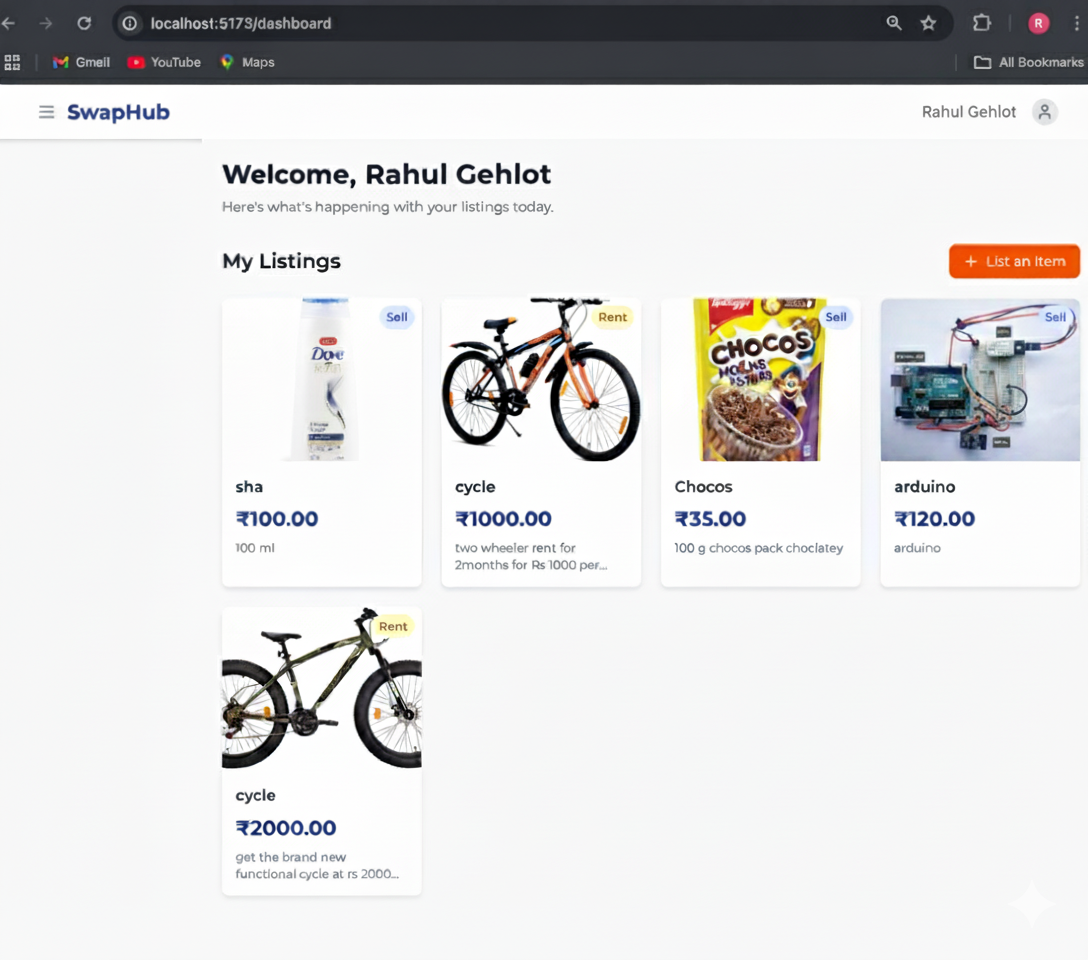 localhost:5173/dashboard
R
Gmeil
YouTube
Maps
All Bookmarks
SwapHub
Rahul Gehlot
Welcome, Rahul Gehlot
Here's what's happening with your listings today.
My Listings
+ List an Item
Sell
Dove
sha
₹100.00
100 ml
Rent
cycle
₹1000.00
two wheeler rent for
2months for Rs 1000 per...
Sell
CHOCOS
Chocos
₹35.00
100 g chocos pack choclatey
Sell
arduino
₹120.00
arduino
Rent
cycle
₹2000.00
get the brand new
functional cycle at rs 2000...